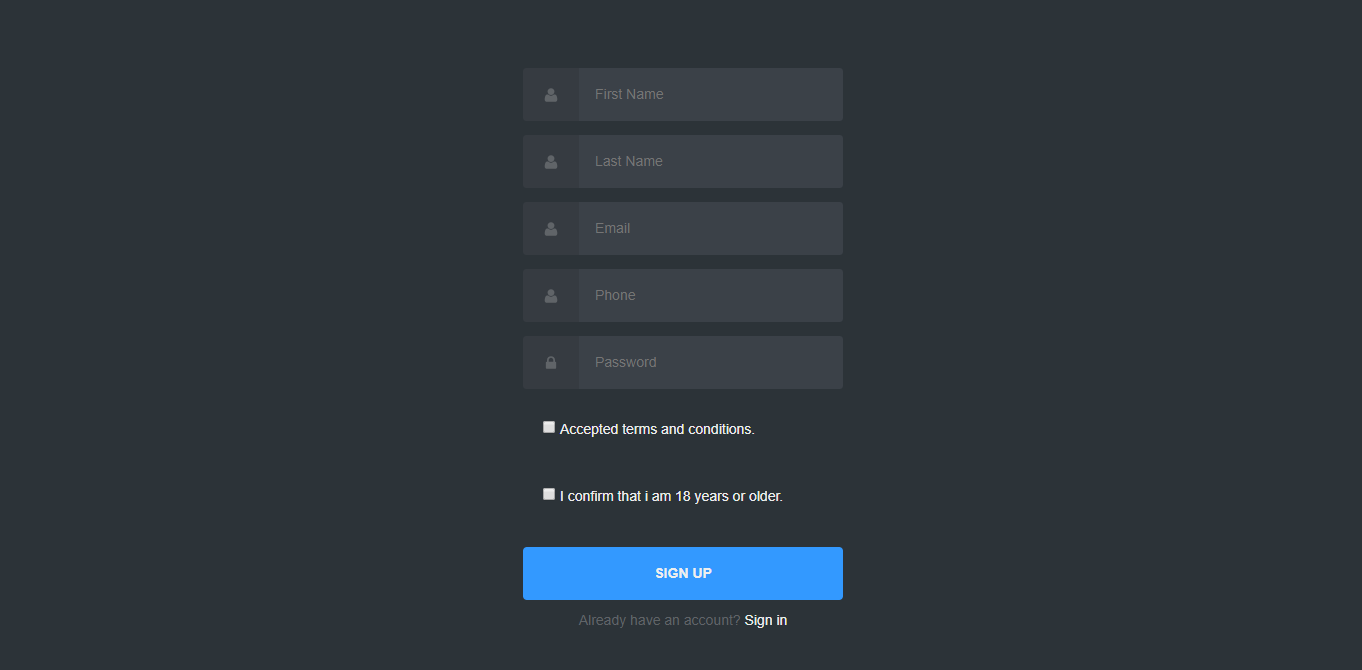 First Name
Last Name
Email
Phone
Password
Accepted terms and conditions.
I confirm that i am 18 years or older.
SIGN UP
Already have an account? Sign in